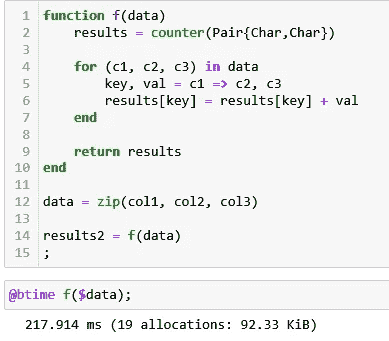 1 function f(data)
2     results = counter(Pair{Char,Char})
3
4     for (c1, c2, c3) in data
5         key, val = c1 => c2, c3
6         results[key] = results[key] + val
7     end
8
9     return results
10 end
11
12 data = zip(col1, col2, col3)
13
14 results2 = f(data)
15 ;
@btime f($data);
217.914 ms (19 allocations: 92.33 KiB)